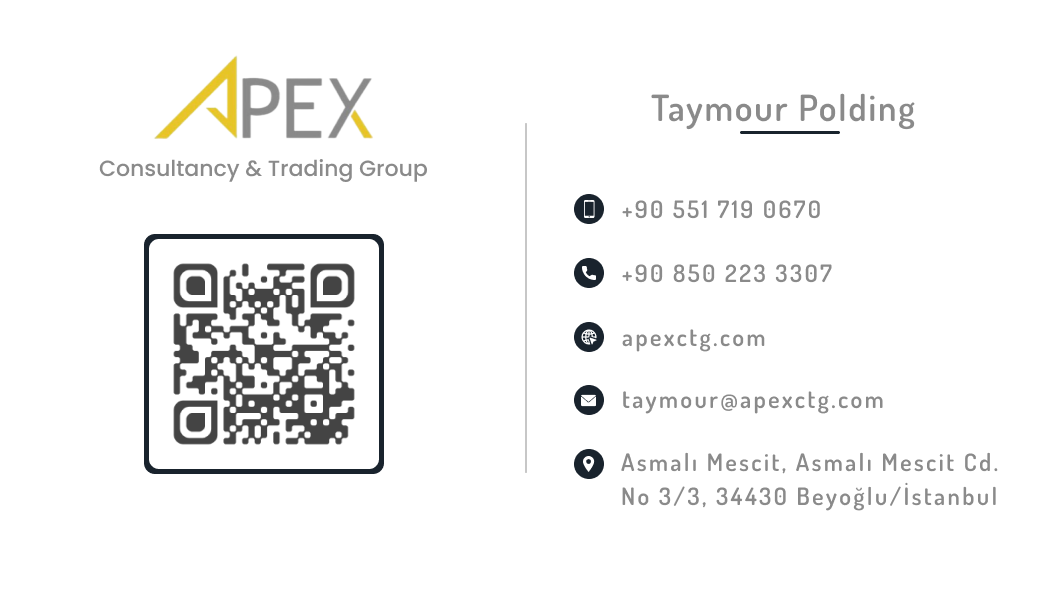 APEX
Consultancy & Trading Group
Taymour Polding
+90 551 719 0670
+90 850 223 3307
apexctg.com
taymour@apexctg.com
Asmalı Mescit, Asmalı Mescit Cd.
No 3/3, 34430 Beyoğlu/İstanbul